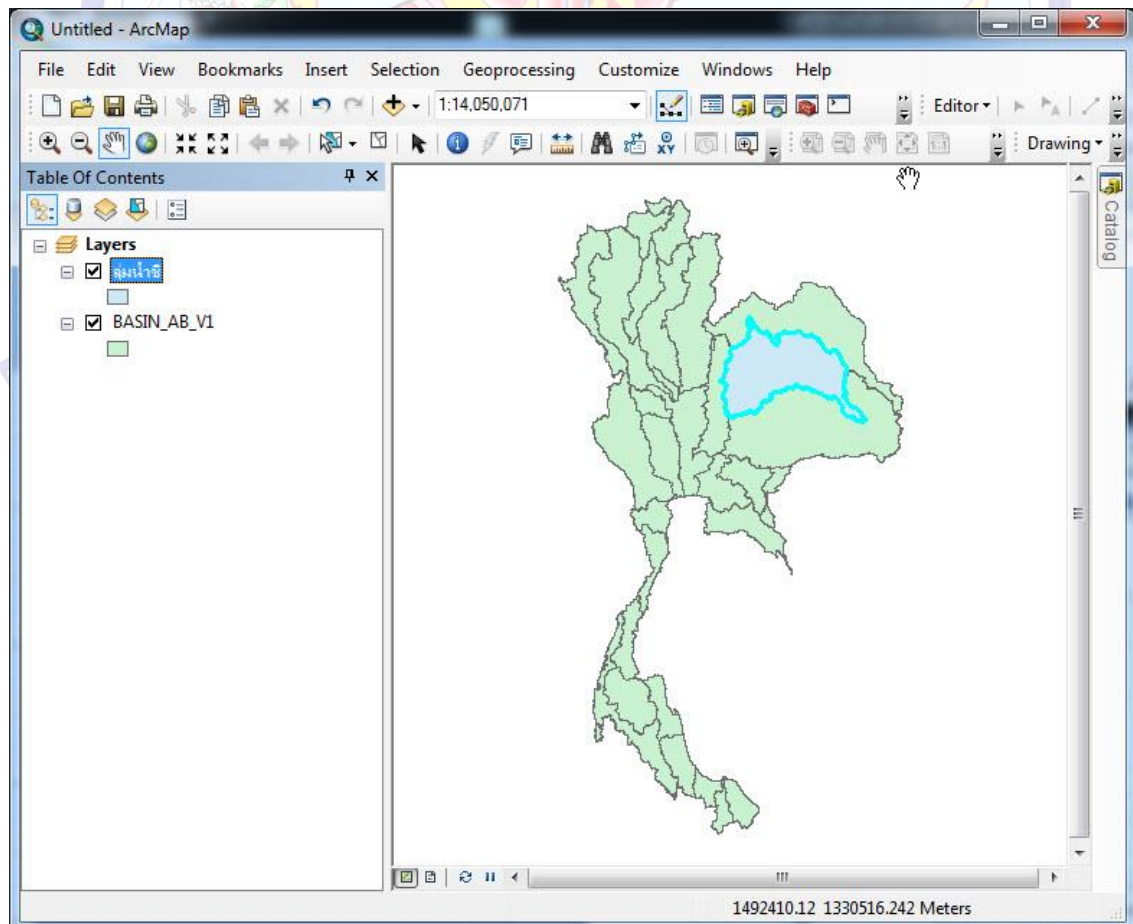 Untitled - ArcMap
File Edit View Bookmarks Insert Selection Geoprocessing Customize Windows Help
1:14,050,071 Editor
Drawing
Table Of Contents
Layers
ลุ่มน้ำชี
BASIN_AB_V1
Catalog
1492410.12 1330516.242 Meters